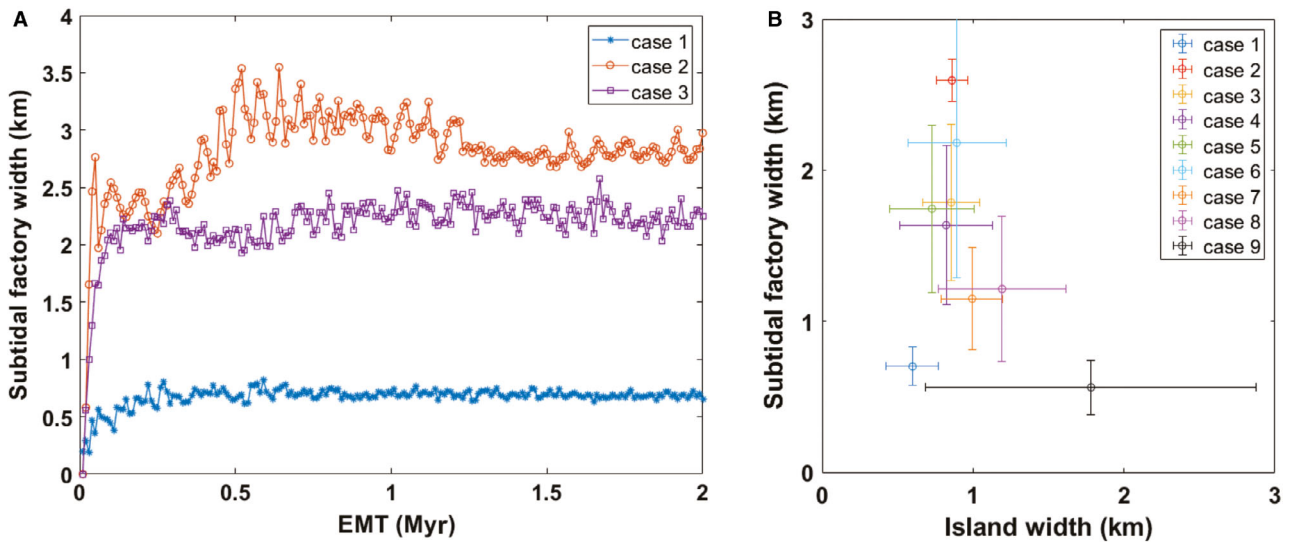 A
Subtidal factory width (km)
4
3.5
3
2.5
2
1.5
1
0.5
0
0
0.5
1
1.5
2
EMT (Myr)
case 1
case 2
case 3
B
Subtidal factory width (km)
3
2
1
0
0
1
2
3
Island width (km)
case 1
case 2
case 3
case 4
case 5
case 6
case 7
case 8
case 9